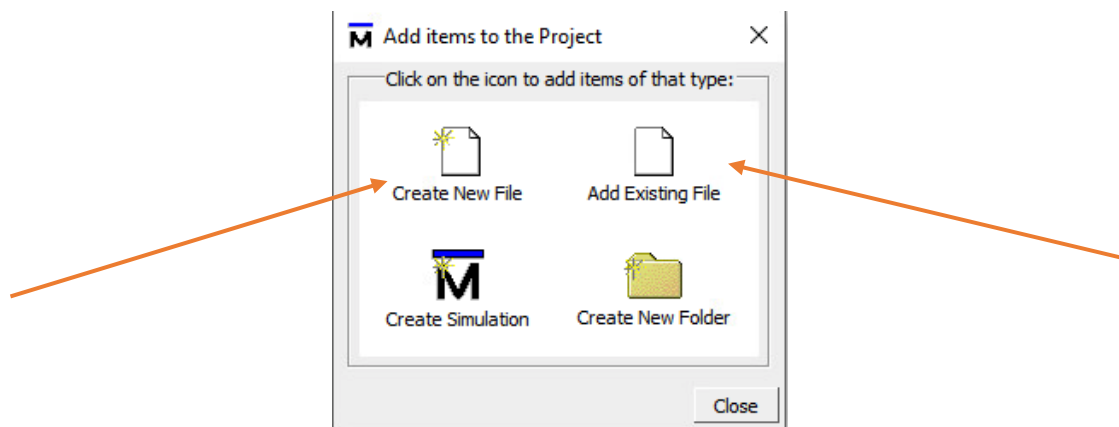 Add items to the Project
Click on the icon to add items of that type:
Create New File
Add Existing File
Create Simulation
Create New Folder
Close